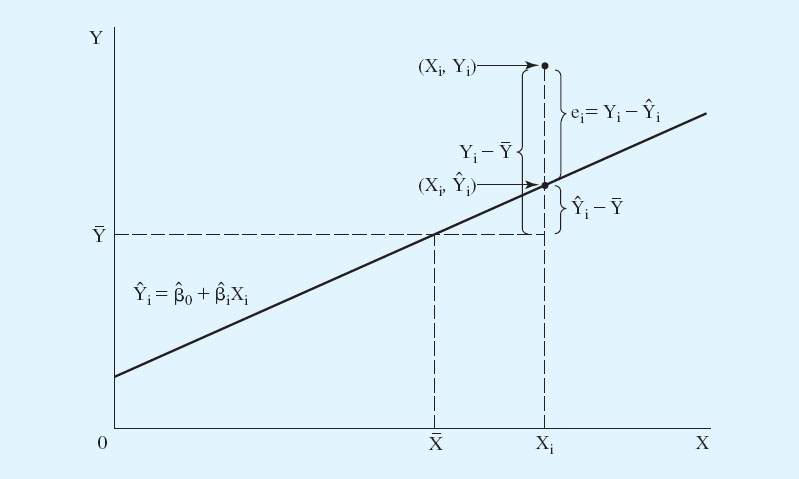 Y
(Xᵢ, Yᵢ)
eᵢ = Yᵢ − Ŷᵢ
Yᵢ − Ȳ
(Xᵢ, Ŷᵢ)
Ŷᵢ − Ȳ
Ȳ
Ŷᵢ = β̂₀ + β̂ᵢXᵢ
0 X̄ Xᵢ X